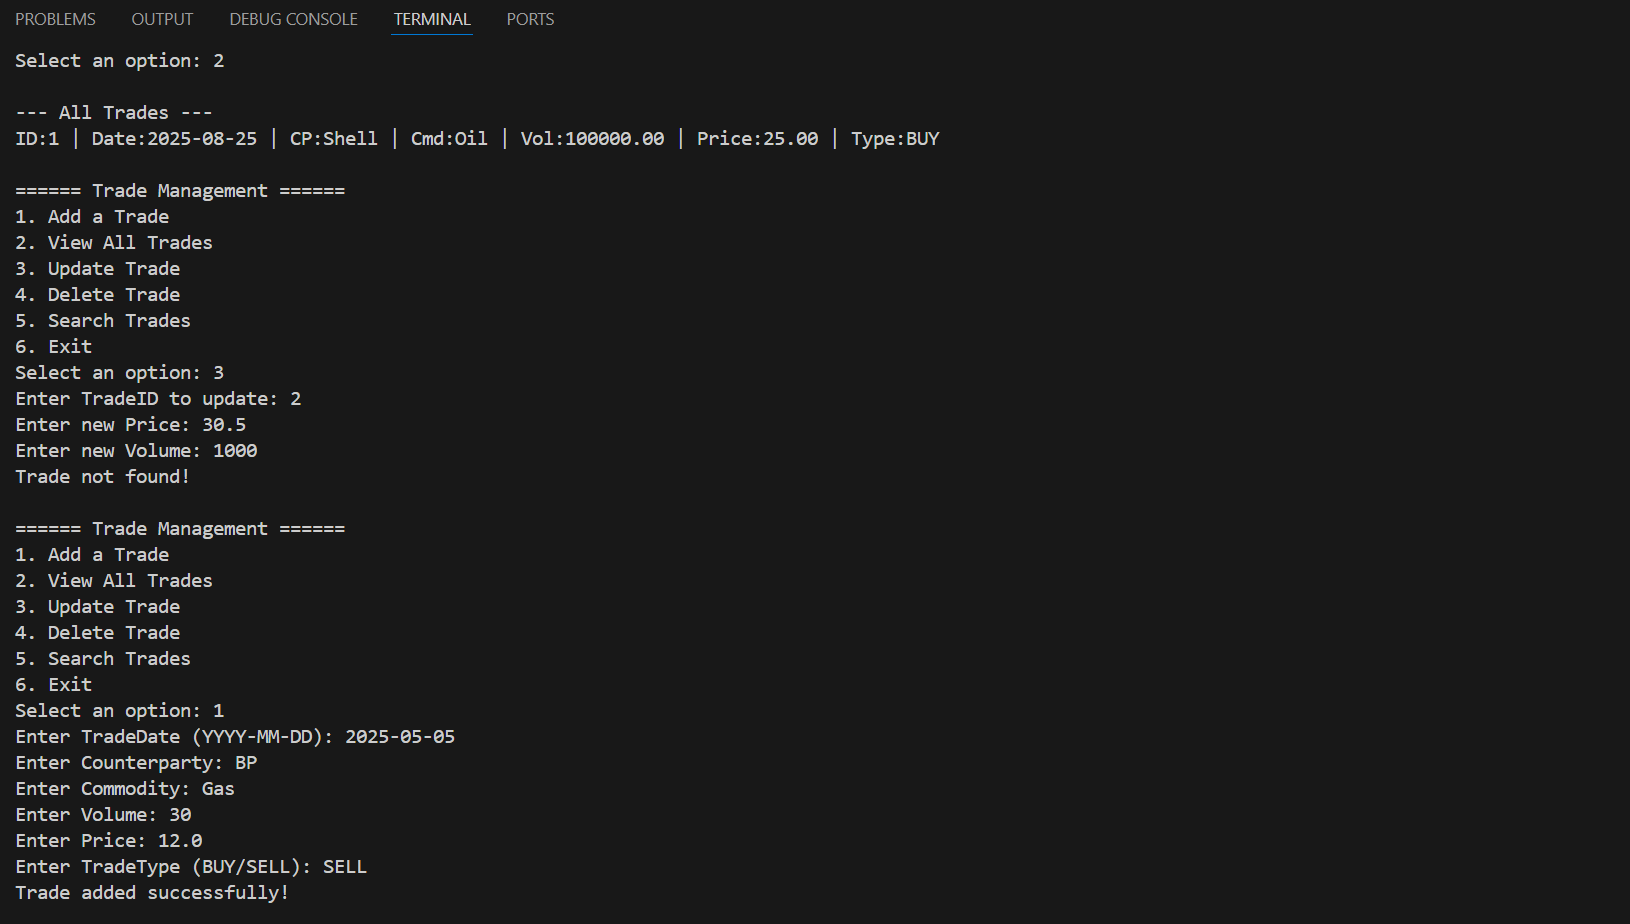 PROBLEMS OUTPUT DEBUG CONSOLE TERMINAL PORTS
Select an option: 2
--- All Trades ---
ID:1 | Date:2025-08-25 | CP:Shell | Cmd:Oil | Vol:100000.00 | Price:25.00 | Type:BUY
====== Trade Management ======
1. Add a Trade
2. View All Trades
3. Update Trade
4. Delete Trade
5. Search Trades
6. Exit
Select an option: 3
Enter TradeID to update: 2
Enter new Price: 30.5
Enter new Volume: 1000
Trade not found!
====== Trade Management ======
1. Add a Trade
2. View All Trades
3. Update Trade
4. Delete Trade
5. Search Trades
6. Exit
Select an option: 1
Enter TradeDate (YYYY-MM-DD): 2025-05-05
Enter Counterparty: BP
Enter Commodity: Gas
Enter Volume: 30
Enter Price: 12.0
Enter TradeType (BUY/SELL): SELL
Trade added successfully!